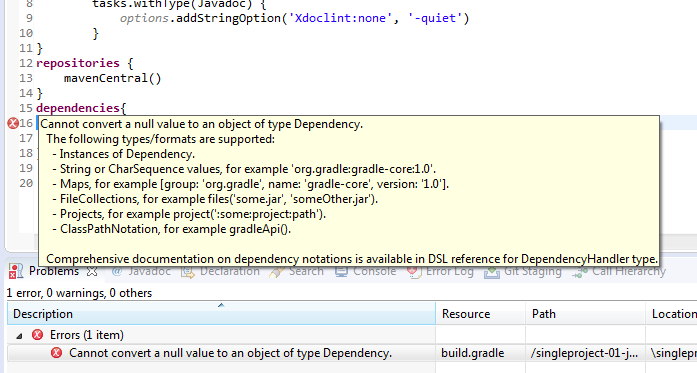 8 tasks.withType(Javadoc) {
9 options.addStringOption('Xdoclint:none', '-quiet')
10 }
11 }
12 repositories {
13 mavenCentral()
14 }
15 dependencies{
16 Cannot convert a null value to an object of type Dependency.
17 The following types/formats are supported:
- Instances of Dependency.
18 - String or CharSequence values, for example 'org.gradle:gradle-core:1.0'.
19 - Maps, for example [group: 'org.gradle', name: 'gradle-core', version: '1.0'].
20 - FileCollections, for example files('some.jar', 'someOther.jar').
- Projects, for example project(':some:project:path').
- ClassPathNotation, for example gradleApi().
Comprehensive documentation on dependency notations is available in DSL reference for DependencyHandler type.
Problems Javadoc Declaration Search Console Error Log Git Staging Call Hierarchy
1 error, 0 warnings, 0 others
Description Resource Path Location
Errors (1 item)
Cannot convert a null value to an object of type Dependency. build.gradle /singleproject-01-j... \singlepr